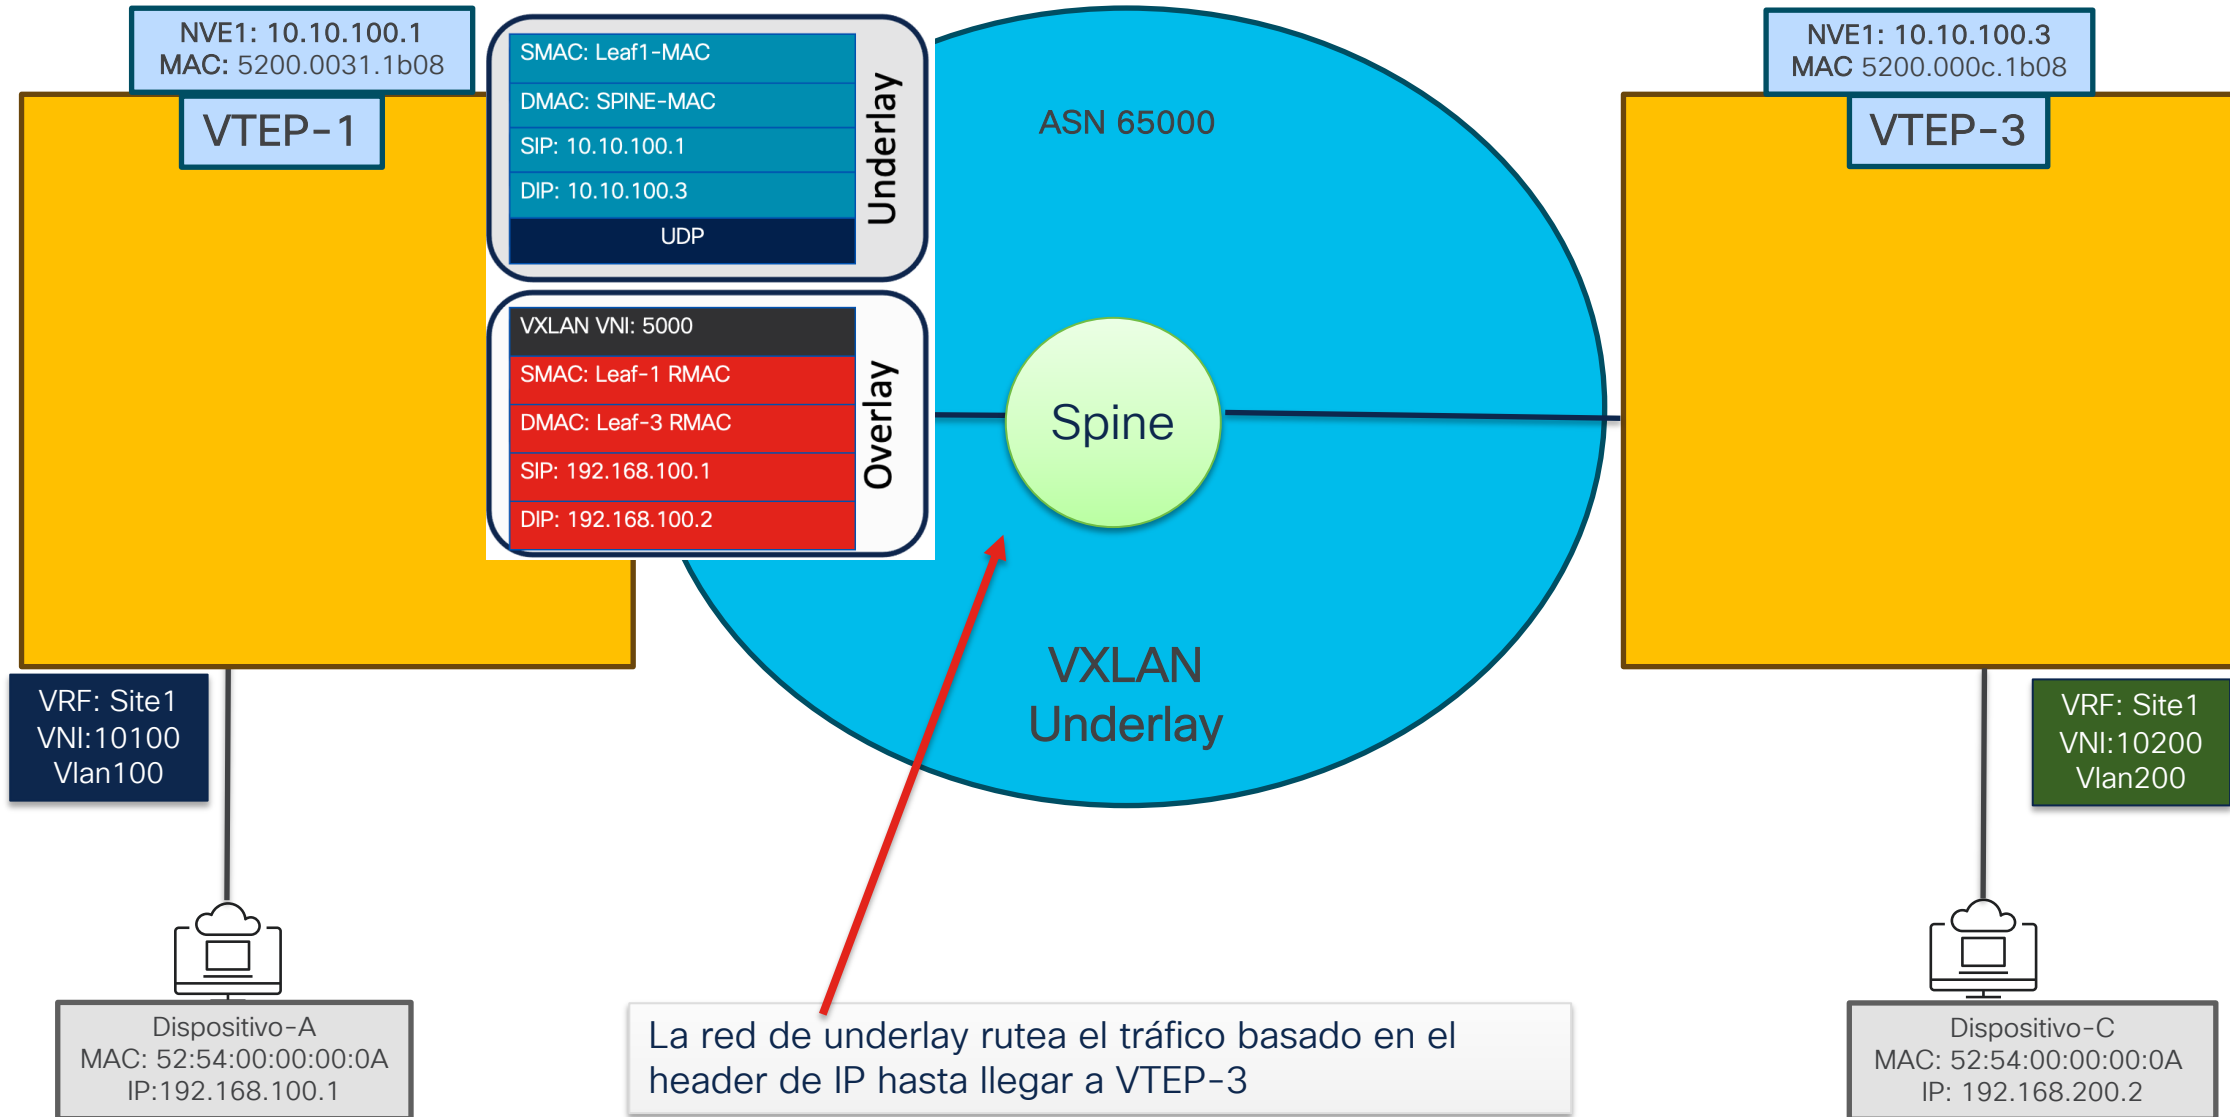 NVE1: 10.10.100.1
MAC: 5200.0031.1b08
VTEP-1
SMAC: Leaf1-MAC
DMAC: SPINE-MAC
SIP: 10.10.100.1
DIP: 10.10.100.3
UDP
Underlay
VXLAN VNI: 5000
SMAC: Leaf-1 RMAC
DMAC: Leaf-3 RMAC
SIP: 192.168.100.1
DIP: 192.168.100.2
Overlay
ASN 65000
Spine
VXLAN
Underlay
NVE1: 10.10.100.3
MAC 5200.000c.1b08
VTEP-3
VRF: Site1
VNI:10100
Vlan100
VRF: Site1
VNI:10200
Vlan200
Dispositivo-A
MAC: 52:54:00:00:00:0A
IP:192.168.100.1
La red de underlay rutea el tráfico basado en el
header de IP hasta llegar a VTEP-3
Dispositivo-C
MAC: 52:54:00:00:00:0A
IP: 192.168.200.2